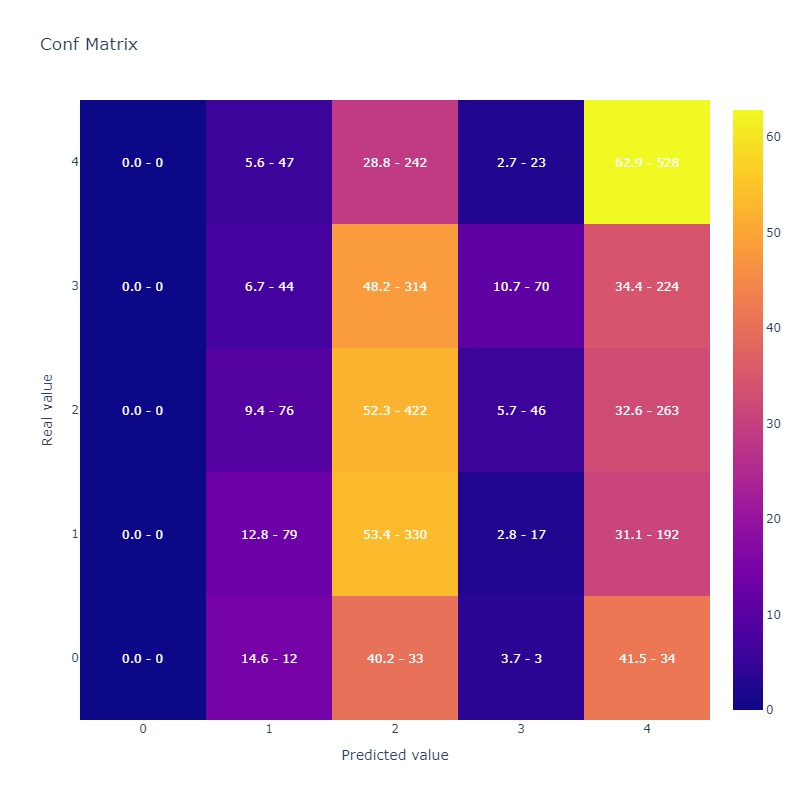 Conf Matrix
4 0.0 - 0 5.6 - 47 28.8 - 242 2.7 - 23 62.9 - 528
3 0.0 - 0 6.7 - 44 48.2 - 314 10.7 - 70 34.4 - 224
2 0.0 - 0 9.4 - 76 52.3 - 422 5.7 - 46 32.6 - 263
1 0.0 - 0 12.8 - 79 53.4 - 330 2.8 - 17 31.1 - 192
0 0.0 - 0 14.6 - 12 40.2 - 33 3.7 - 3 41.5 - 34
0 1 2 3 4
Predicted value
Real value
60
50
40
30
20
10
0